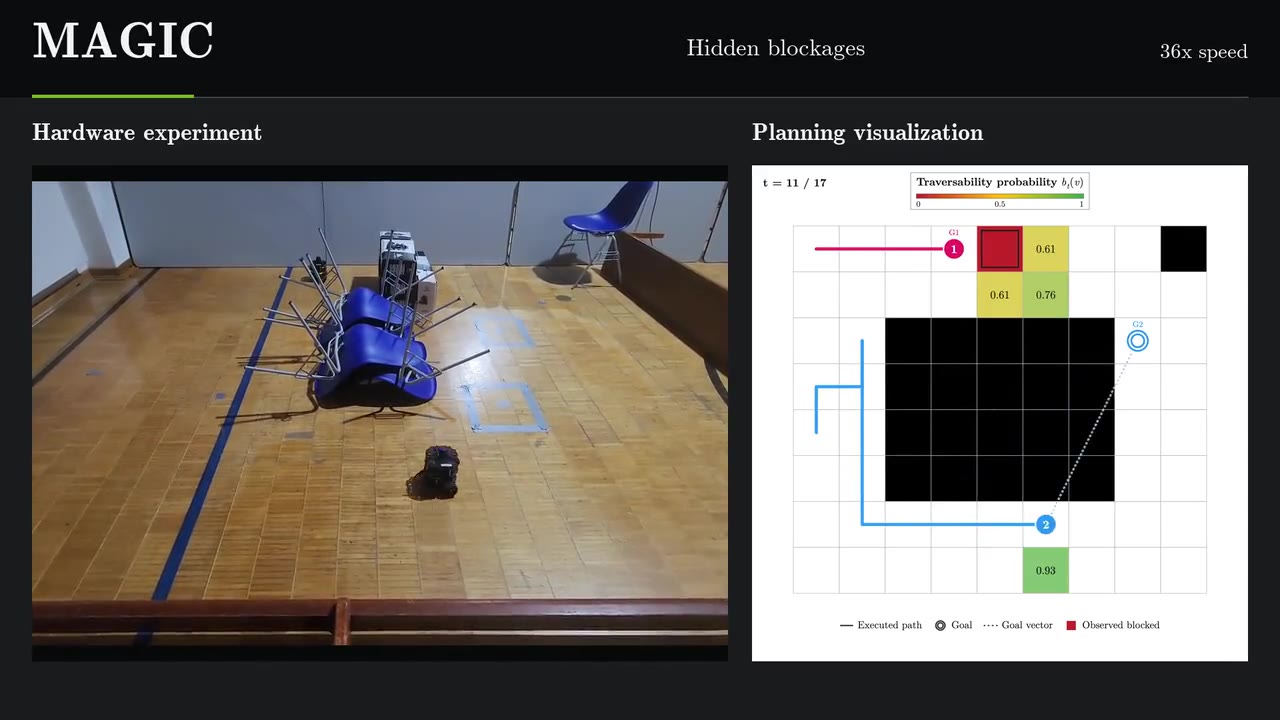 MAGIC
Hidden blockages
36x speed
Hardware experiment
Planning visualization
t = 11 / 17
Traversability probability b_t(v)
0 0.5 1
G1
1
0.61
0.61 0.76
G2
2
0.93
Executed path Goal Goal vector Observed blocked